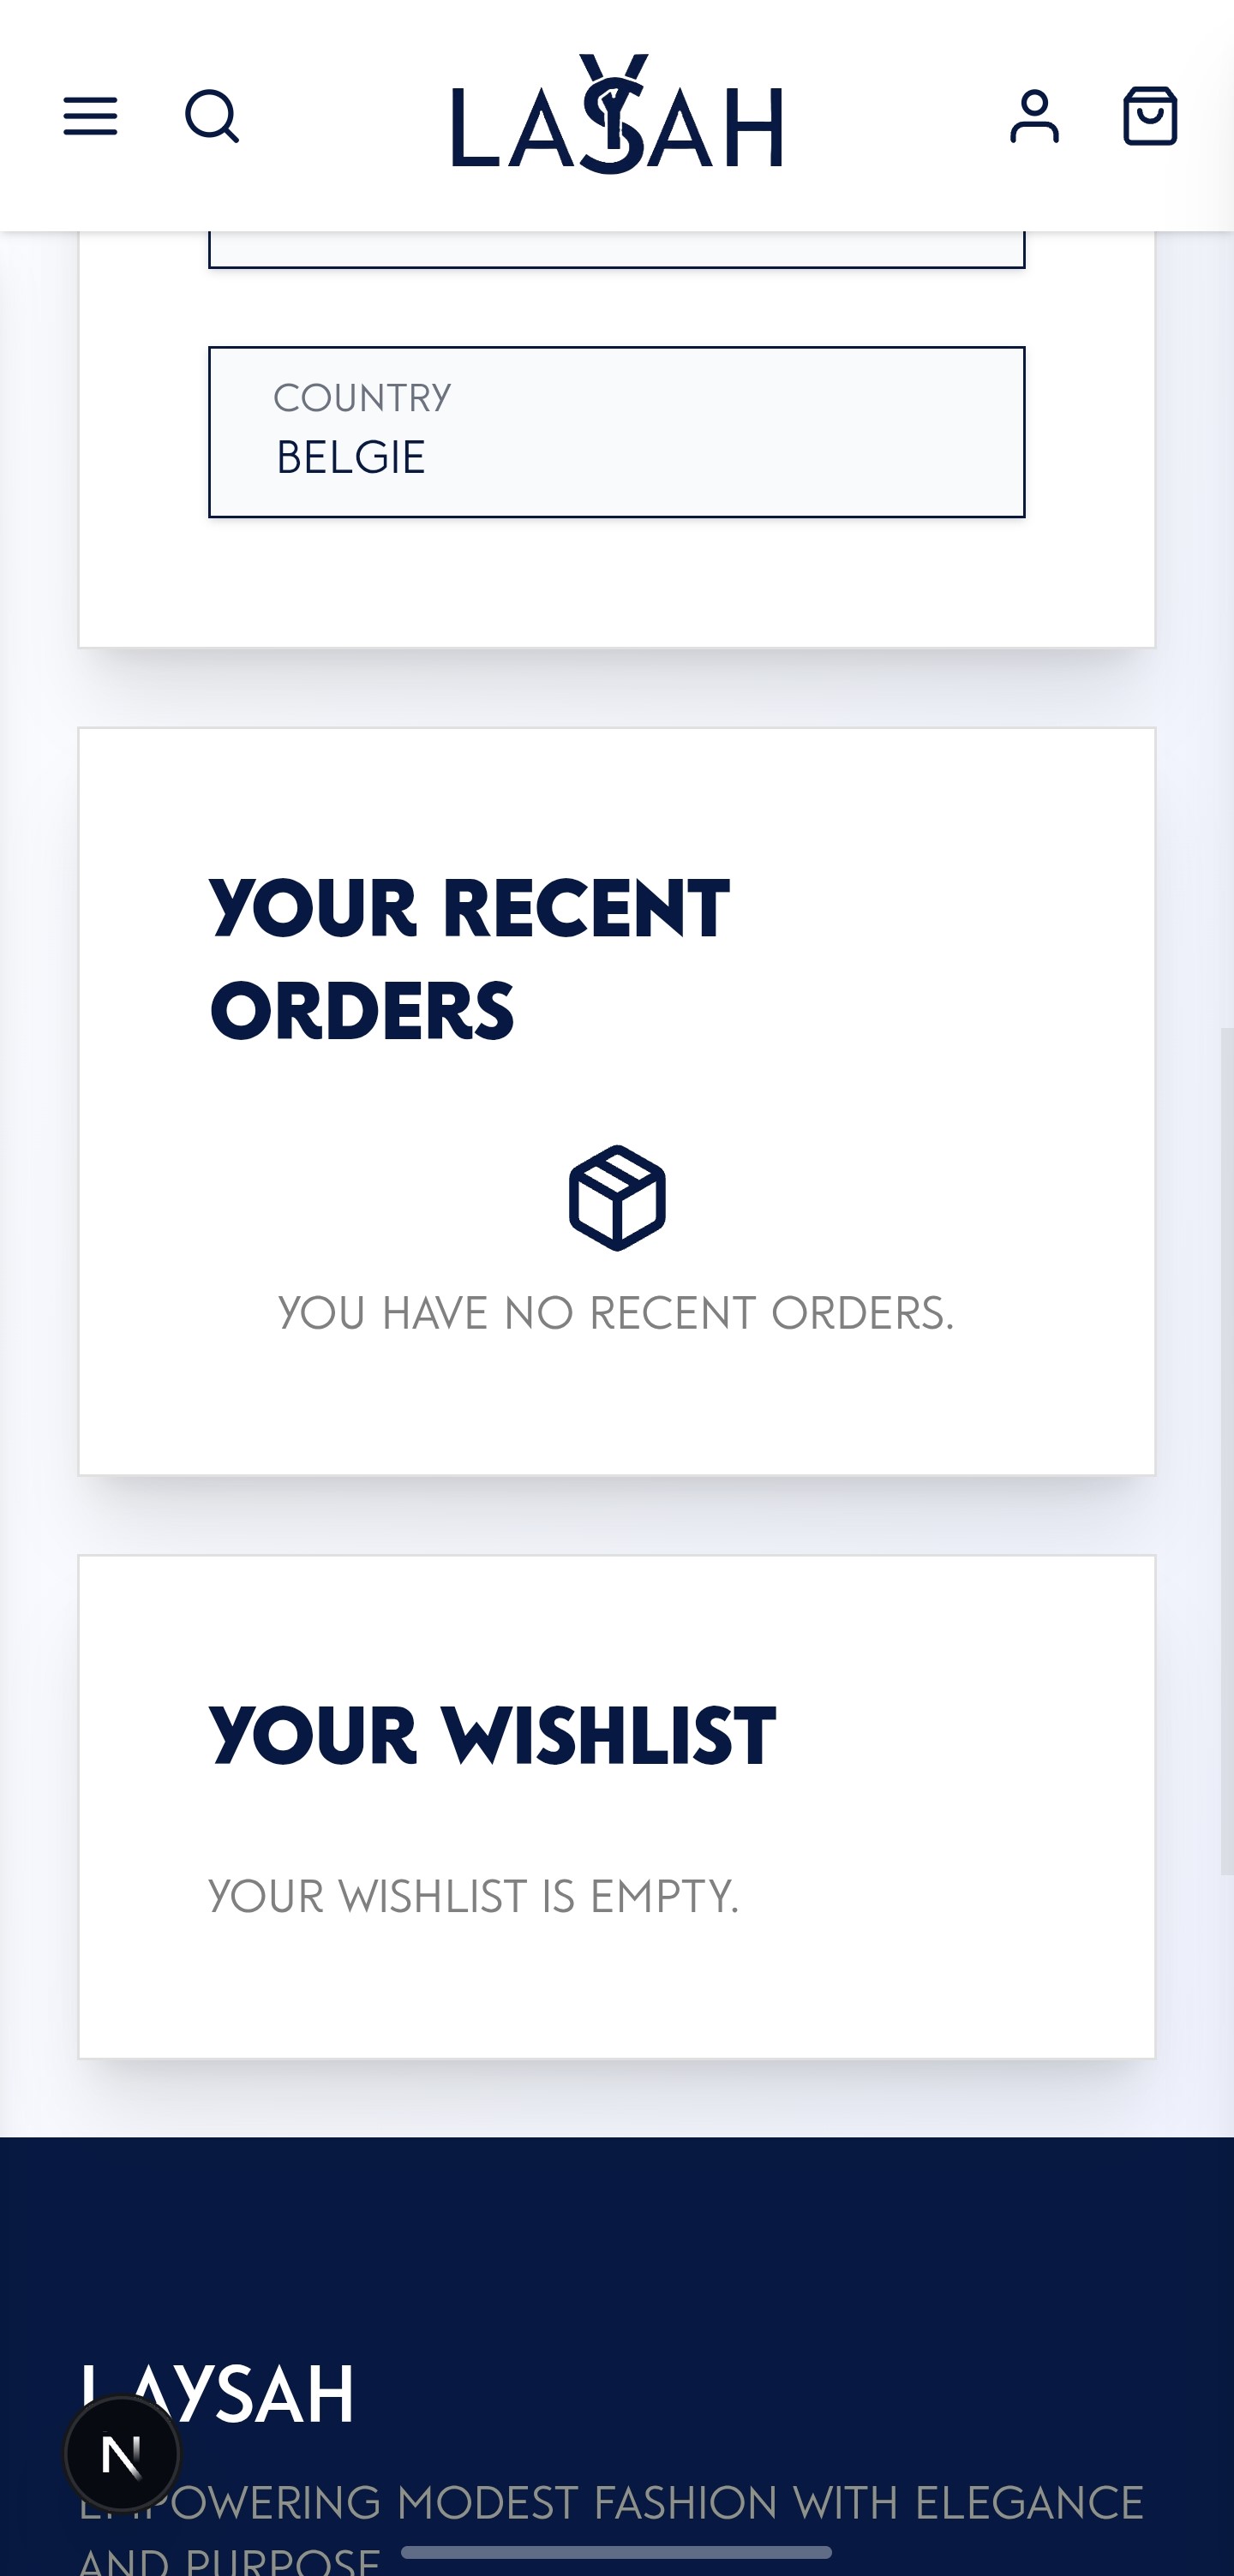 LAYSAH
COUNTRY
BELGIE
YOUR RECENT
ORDERS
YOU HAVE NO RECENT ORDERS.
YOUR WISHLIST
YOUR WISHLIST IS EMPTY.
LAYSAH
N
EMPOWERING MODEST FASHION WITH ELEGANCE
AND PURPOSE